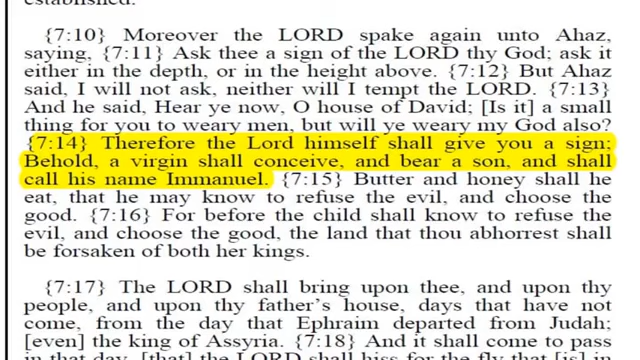 established.
{7:10} Moreover the LORD spake again unto Ahaz,
saying, {7:11} Ask thee a sign of the LORD thy God; ask it
either in the depth, or in the height above. {7:12} But Ahaz
said, I will not ask, neither will I tempt the LORD. {7:13}
And he said, Hear ye now, O house of David; [Is it] a small
thing for you to weary men, but will ye weary my God also?
{7:14} Therefore the Lord himself shall give you a sign;
Behold, a virgin shall conceive, and bear a son, and shall
call his name Immanuel. {7:15} Butter and honey shall he
eat, that he may know to refuse the evil, and choose the
good. {7:16} For before the child shall know to refuse the
evil, and choose the good, the land that thou abhorrest shall
be forsaken of both her kings.
{7:17} The LORD shall bring upon thee, and upon thy
people, and upon thy father's house, days that have not
come, from the day that Ephraim departed from Judah;
[even] the king of Assyria. {7:18} And it shall come to pass
in that day, [that] the LORD shall hiss for the fly that [is] in